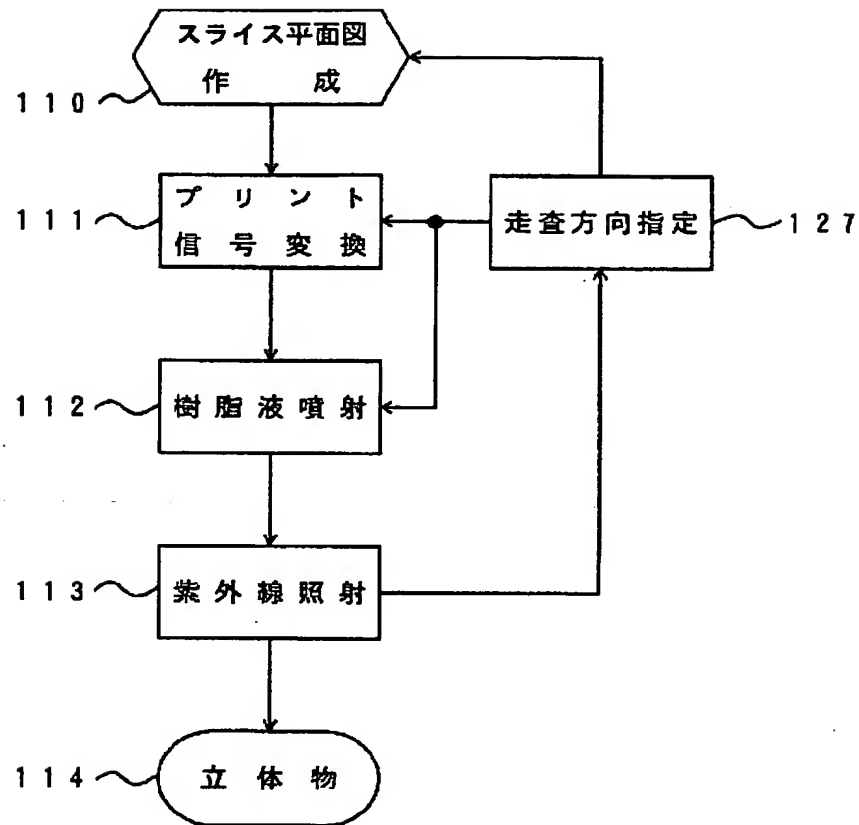 スライス平面図
作成
110
プリント
信号変換
111
走査方向指定
127
樹脂液噴射
112
紫外線照射
113
立体物
114